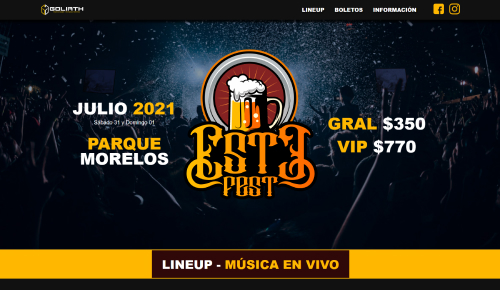 GOLIATH
LINEUP BOLETOS INFORMACIÓN
JULIO 2021
Sábado 31 y Domingo 01
PARQUE
MORELOS
ESTE
FEST
GRAL $350
VIP $770
LINEUP - MÚSICA EN VIVO